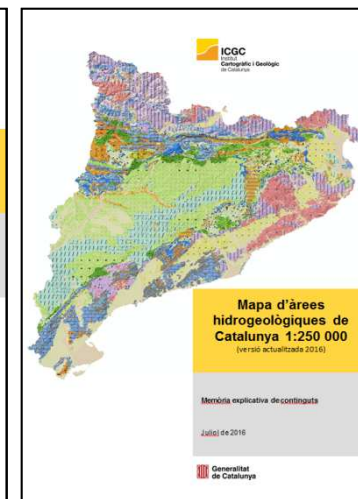 ICGC
Institut
Cartogràfic i Geològic
de Catalunya
Mapa d'àrees
hidrogeològiques de
Catalunya 1:250 000
(versió actualitzada 2016)
Memòria explicativa de continguts
Juliol de 2016
Generalitat
de Catalunya